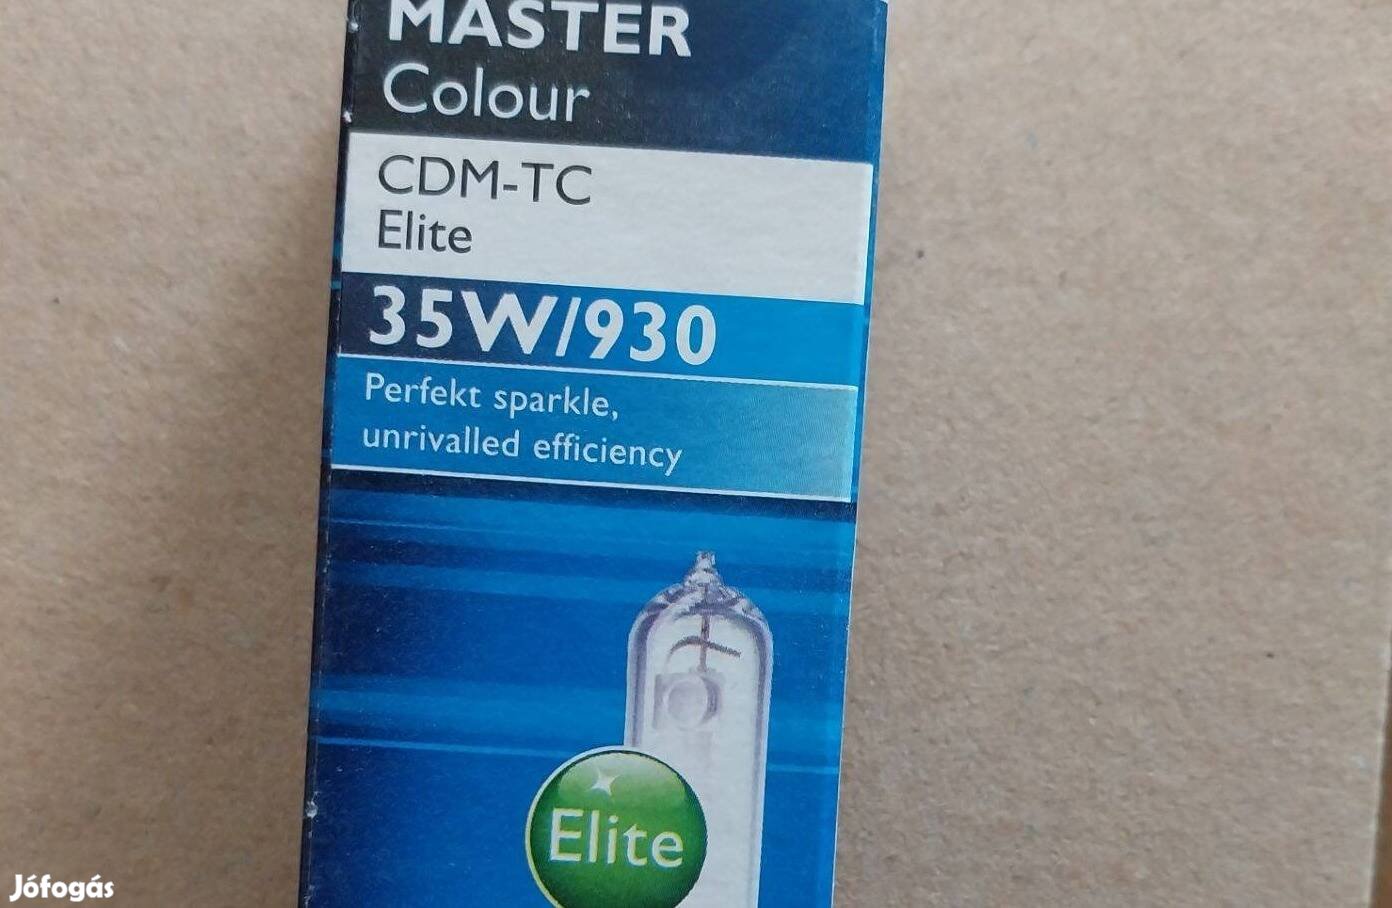 MASTER
Colour
CDM-TC
Elite
35W/930
Perfekt sparkle,
unrivalled efficiency
Elite
Jófogás